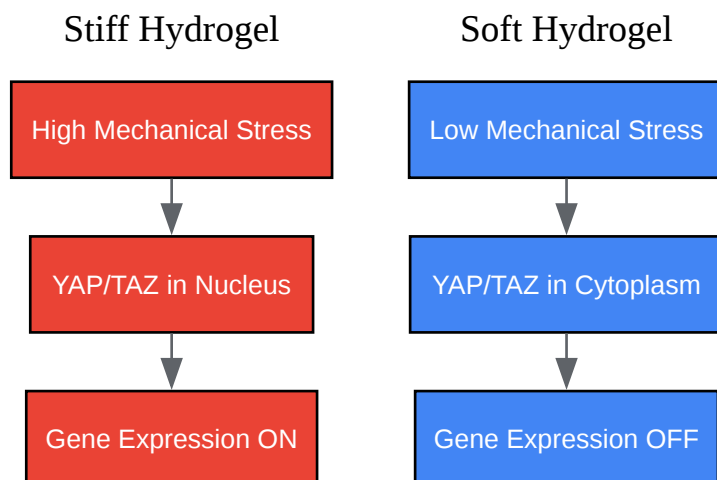 Stiff Hydrogel
High Mechanical Stress
YAP/TAZ in Nucleus
Gene Expression ON
Soft Hydrogel
Low Mechanical Stress
YAP/TAZ in Cytoplasm
Gene Expression OFF